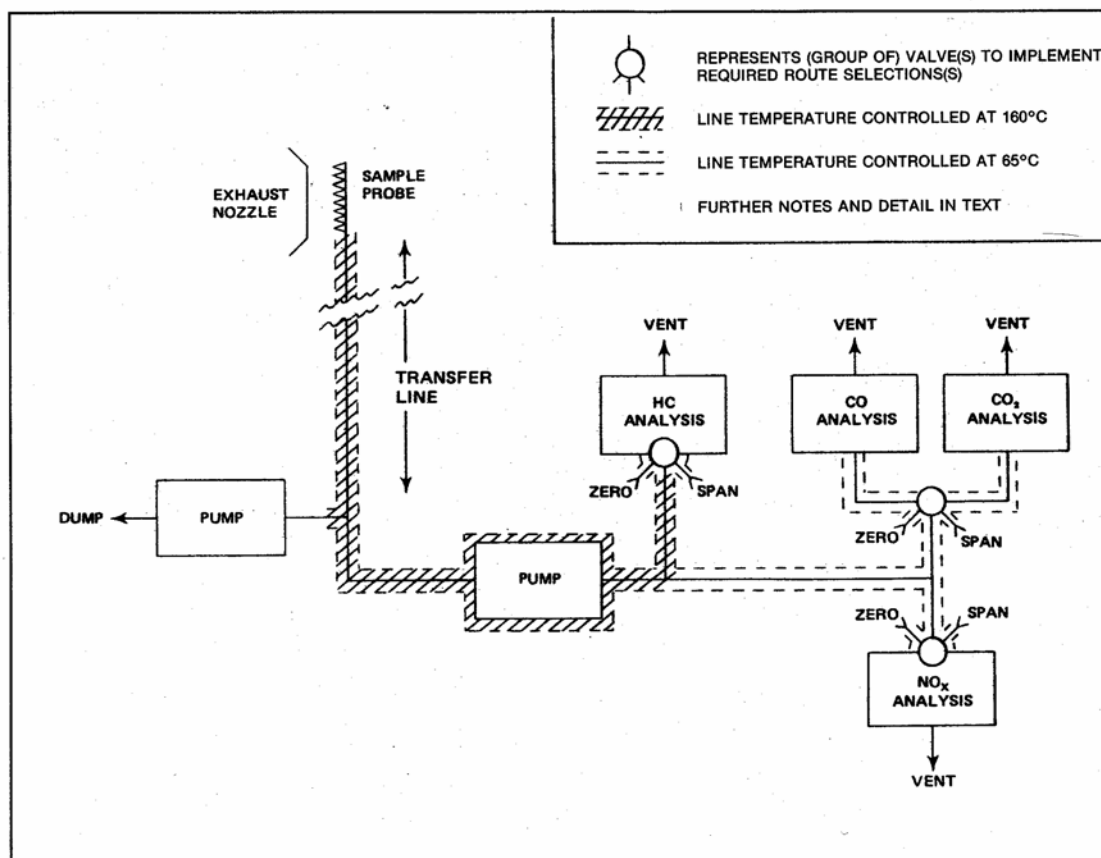 REPRESENTS (GROUP OF) VALVE(S) TO IMPLEMENT
REQUIRED ROUTE SELECTIONS(S)
LINE TEMPERATURE CONTROLLED AT 160°C
LINE TEMPERATURE CONTROLLED AT 65°C
FURTHER NOTES AND DETAIL IN TEXT
EXHAUST
NOZZLE
SAMPLE
PROBE
TRANSFER
LINE
DUMP
PUMP
PUMP
VENT
HC
ANALYSIS
ZERO
SPAN
VENT
CO
ANALYSIS
VENT
CO₂
ANALYSIS
ZERO
SPAN
ZERO
SPAN
NOₓ
ANALYSIS
VENT